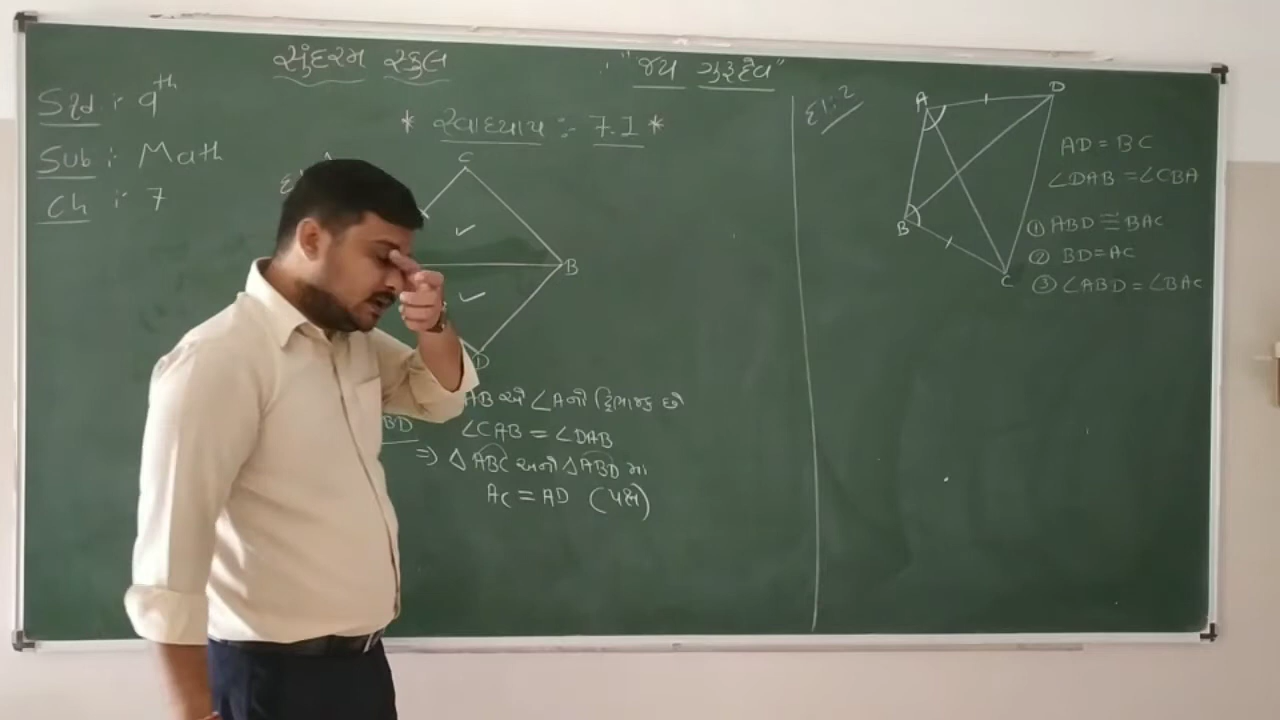 સુંદરમ સ્કુલ
"જય ગુરૂદેવ"
Std :- 9th
Sub :- Math
Ch :- 7
* સ્વાધ્યાય :- 7.1 *
C
B
D
AB એ ∠A નો દ્વિભાજક છે
BD
∠CAB = ∠DAB
⇒ △ ABC અને △ ABD મા
AC = AD (પક્ષ)
દા:2
A
D
B
C
AD = BC
∠DAB = ∠CBA
① ABD ≅ BAC
② BD = AC
③ ∠ABD = ∠BAC